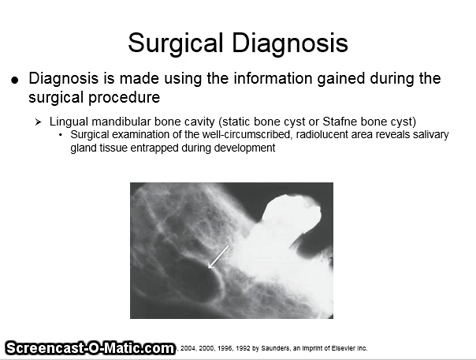 Surgical Diagnosis
● Diagnosis is made using the information gained during the
surgical procedure
➢ Lingual mandibular bone cavity (static bone cyst or Stafne bone cyst)
• Surgical examination of the well-circumscribed, radiolucent area reveals salivary
gland tissue entrapped during development
2004, 2000, 1996, 1992 by Saunders, an imprint of Elsevier Inc.
Screencast-O-Matic.com